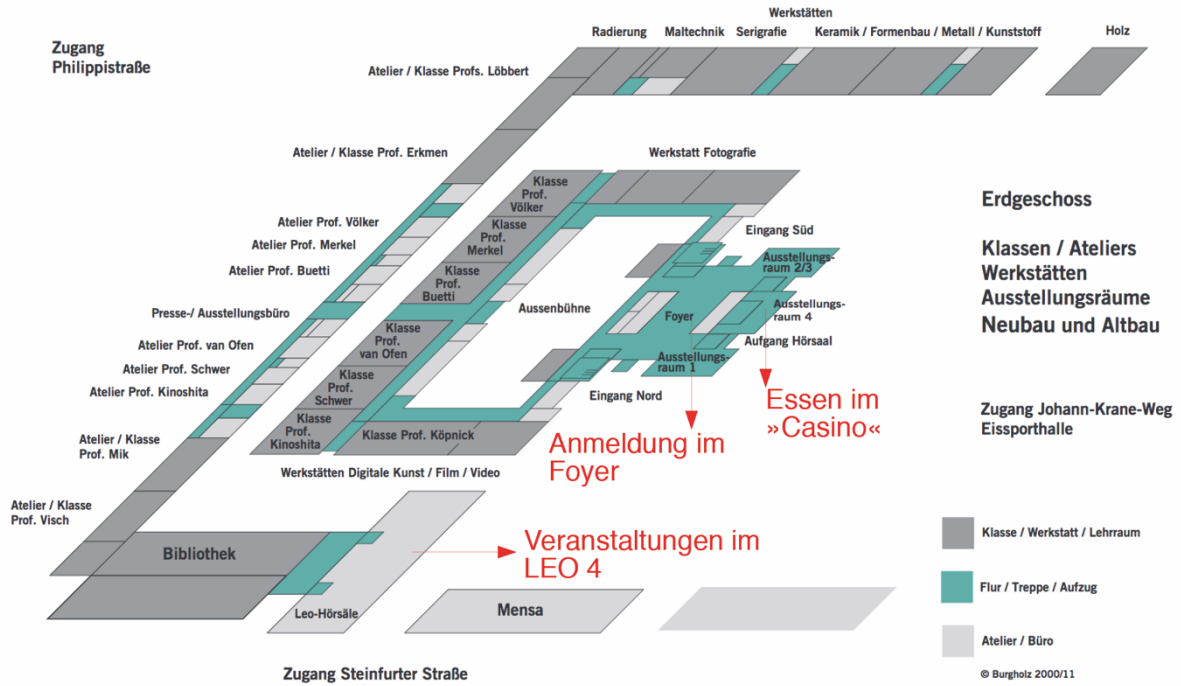 Werkstätten
Radierung
Maltechnik
Serigrafie
Keramik / Formenbau / Metall / Kunststoff
Holz
Zugang
Philippistraße
Atelier / Klasse Profs. Löbbert
Atelier / Klasse Prof. Erkmen
Werkstatt Fotografie
Klasse
Prof.
Völker
Klasse
Prof.
Merkel
Klasse
Prof.
Buetti
Klasse
Prof.
van Ofen
Klasse
Prof.
Schwer
Klasse
Prof.
Kinoshita
Klasse Prof. Köpnick
Atelier Prof. Völker
Atelier Prof. Merkel
Atelier Prof. Buetti
Presse-/ Ausstellungsbüro
Atelier Prof. van Ofen
Atelier Prof. Schwer
Atelier Prof. Kinoshita
Atelier / Klasse
Prof. Mik
Atelier / Klasse
Prof. Visch
Aussenbühne
Eingang Süd
Ausstellungs-
raum 2/3
Foyer
Ausstellungs-
raum 4
Aufgang Hörsaal
Ausstellungs-
raum 1
Eingang Nord
Essen im
»Casino«
Anmeldung im
Foyer
Werkstätten Digitale Kunst / Film / Video
Veranstaltungen im
LEO 4
Bibliothek
Leo-Hörsäle
Mensa
Zugang Steinfurter Straße
Erdgeschoss
Klassen / Ateliers
Werkstätten
Ausstellungsräume
Neubau und Altbau
Zugang Johann-Krane-Weg
Eissporthalle
Klasse / Werkstatt / Lehrraum
Flur / Treppe / Aufzug
Atelier / Büro
© Burgholz 2000/11